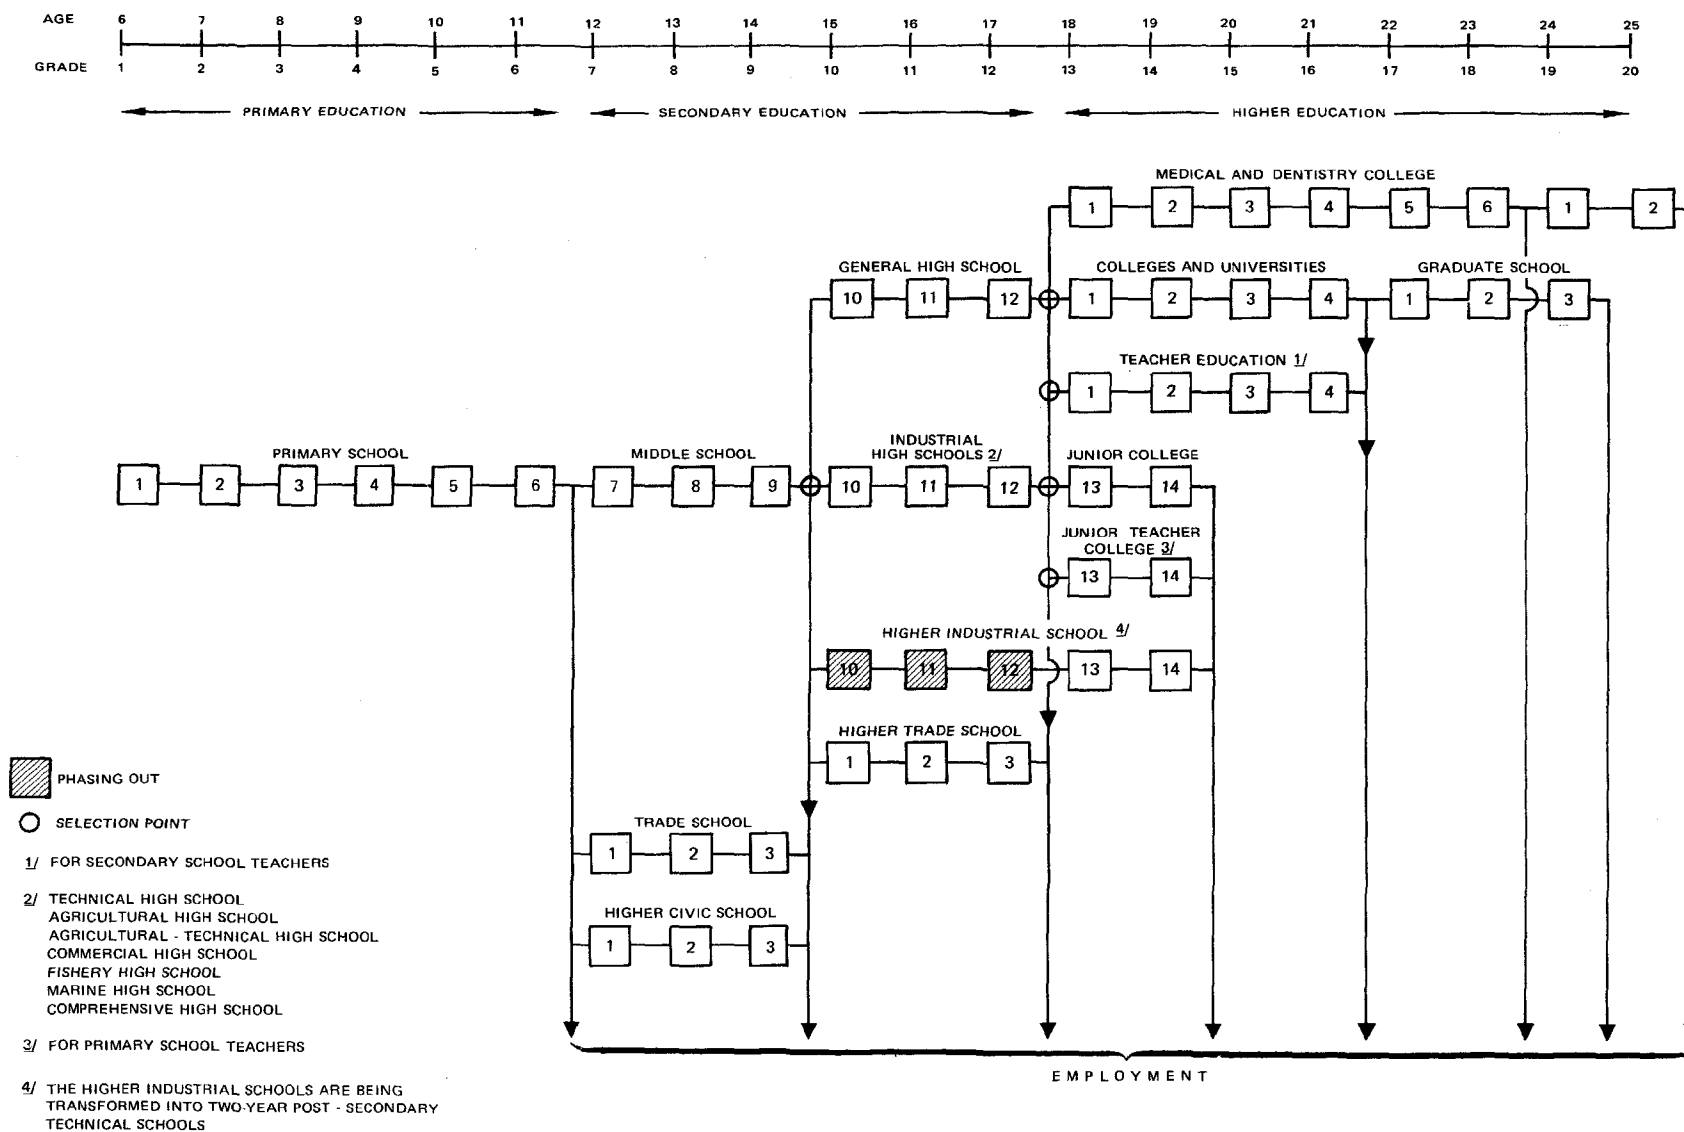 AGE 6 7 8 9 10 11 12 13 14 15 16 17 18 19 20 21 22 23 24 25
GRADE 1 2 3 4 5 6 7 8 9 10 11 12 13 14 15 16 17 18 19 20
PRIMARY EDUCATION SECONDARY EDUCATION HIGHER EDUCATION
MEDICAL AND DENTISTRY COLLEGE
1 2 3 4 5 6 1 2
GENERAL HIGH SCHOOL COLLEGES AND UNIVERSITIES GRADUATE SCHOOL
10 11 12 1 2 3 4 1 2 3
TEACHER EDUCATION 1/
1 2 3 4
PRIMARY SCHOOL MIDDLE SCHOOL INDUSTRIAL
HIGH SCHOOLS 2/ JUNIOR COLLEGE
1 2 3 4 5 6 7 8 9 10 11 12 13 14
JUNIOR TEACHER
COLLEGE 3/
13 14
HIGHER INDUSTRIAL SCHOOL 4/
10 11 12 13 14
HIGHER TRADE SCHOOL
1 2 3
TRADE SCHOOL
1 2 3
HIGHER CIVIC SCHOOL
1 2 3
PHASING OUT
SELECTION POINT
1/ FOR SECONDARY SCHOOL TEACHERS
2/ TECHNICAL HIGH SCHOOL
AGRICULTURAL HIGH SCHOOL
AGRICULTURAL - TECHNICAL HIGH SCHOOL
COMMERCIAL HIGH SCHOOL
FISHERY HIGH SCHOOL
MARINE HIGH SCHOOL
COMPREHENSIVE HIGH SCHOOL
3/ FOR PRIMARY SCHOOL TEACHERS
4/ THE HIGHER INDUSTRIAL SCHOOLS ARE BEING
TRANSFORMED INTO TWO-YEAR POST - SECONDARY
TECHNICAL SCHOOLS
EMPLOYMENT